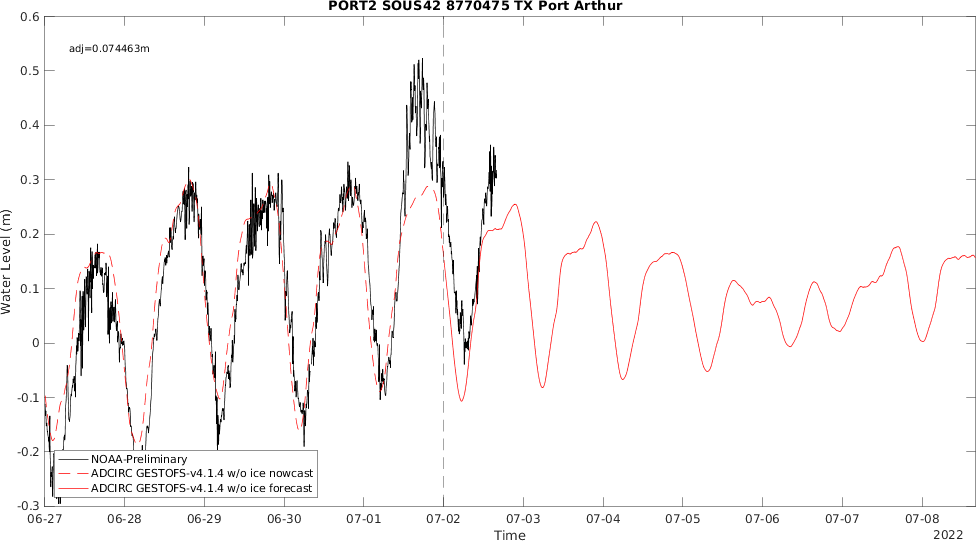 PORT2 SOUS42 8770475 TX Port Arthur
adj=0.074463m
0.6
0.5
0.4
0.3
0.2
0.1
0
-0.1
-0.2
-0.3
Water Level (m)
NOAA-Preliminary
ADCIRC GESTOFS-v4.1.4 w/o ice nowcast
ADCIRC GESTOFS-v4.1.4 w/o ice forecast
06-27 06-28 06-29 06-30 07-01 07-02 07-03 07-04 07-05 07-06 07-07 07-08
Time
2022